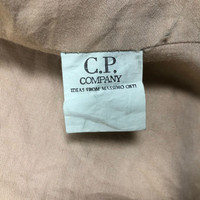 C.P.
COMPANY
IDEAS FROM MASSIMO OSTI